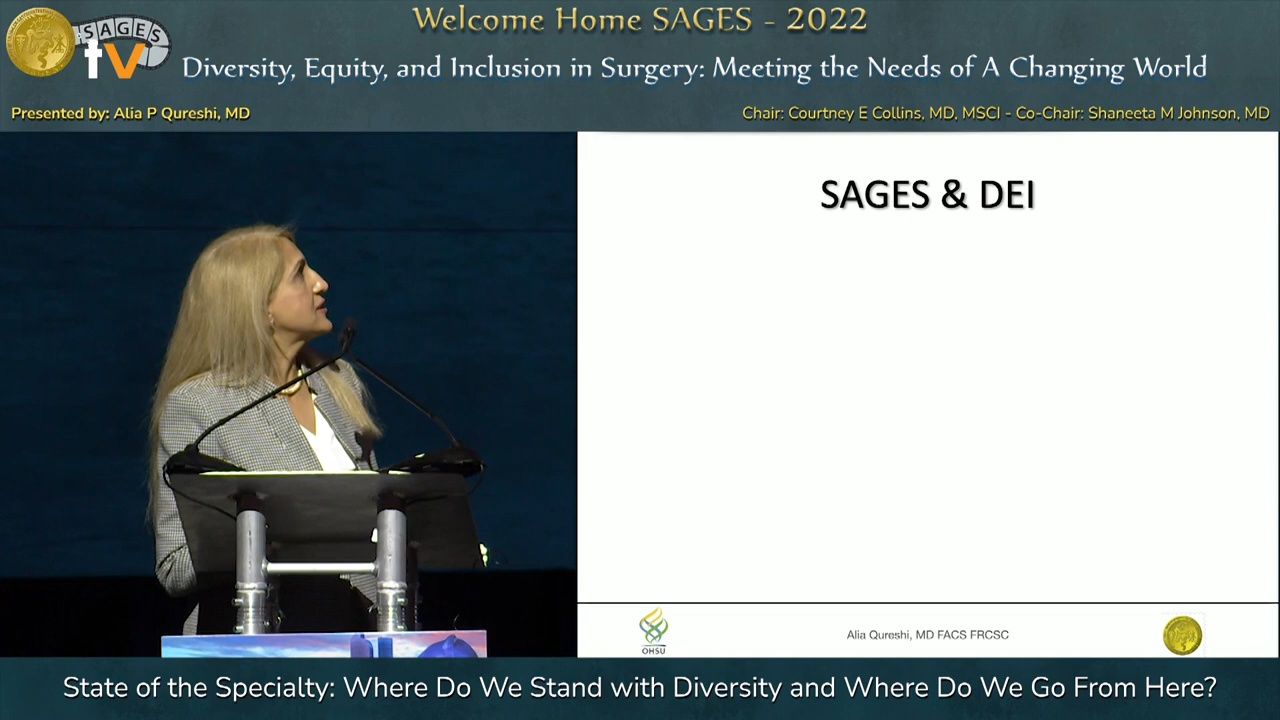 Welcome Home SAGES - 2022
SAGES
tv
Diversity, Equity, and Inclusion in Surgery: Meeting the Needs of A Changing World
Presented by: Alia P Qureshi, MD
Chair: Courtney E Collins, MD, MSCI - Co-Chair: Shaneeta M Johnson, MD
SAGES & DEI
OHSU
Alia Qureshi, MD FACS FRCSC
State of the Specialty: Where Do We Stand with Diversity and Where Do We Go From Here?